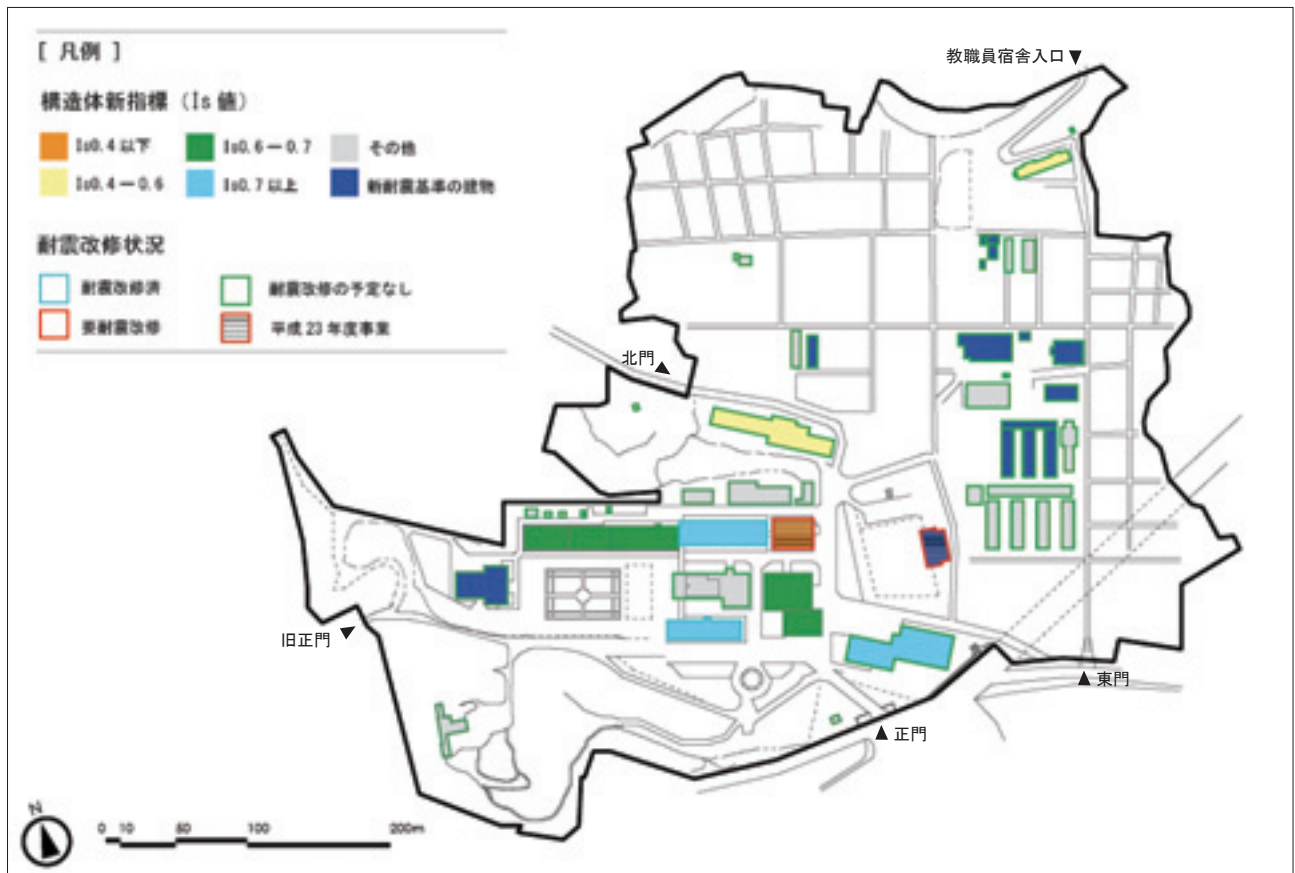 [ 凡例 ]
構造体新指標（Is 値）
Is0.4 以下
Is0.6－0.7
その他
Is0.4－0.6
Is0.7 以上
新耐震基準の建物
耐震改修状況
耐震改修済
耐震改修の予定なし
要耐震改修
平成 23 年度事業
教職員宿舎入口 ▼
北門
旧正門
東門
正門
N
0 10 50 100 200m